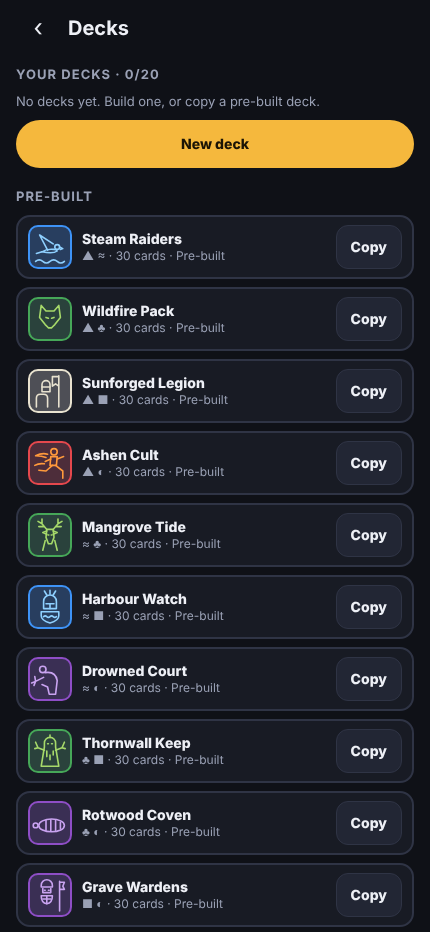 Decks
YOUR DECKS · 0/20
No decks yet. Build one, or copy a pre-built deck.
New deck
PRE-BUILT
Steam Raiders
▲ ≈ · 30 cards · Pre-built
Copy
Wildfire Pack
▲ ♣ · 30 cards · Pre-built
Copy
Sunforged Legion
▲ ■ · 30 cards · Pre-built
Copy
Ashen Cult
▲ ◖ · 30 cards · Pre-built
Copy
Mangrove Tide
≈ ♣ · 30 cards · Pre-built
Copy
Harbour Watch
≈ ■ · 30 cards · Pre-built
Copy
Drowned Court
≈ ◖ · 30 cards · Pre-built
Copy
Thornwall Keep
♣ ■ · 30 cards · Pre-built
Copy
Rotwood Coven
♣ ◖ · 30 cards · Pre-built
Copy
Grave Wardens
■ ◖ · 30 cards · Pre-built
Copy